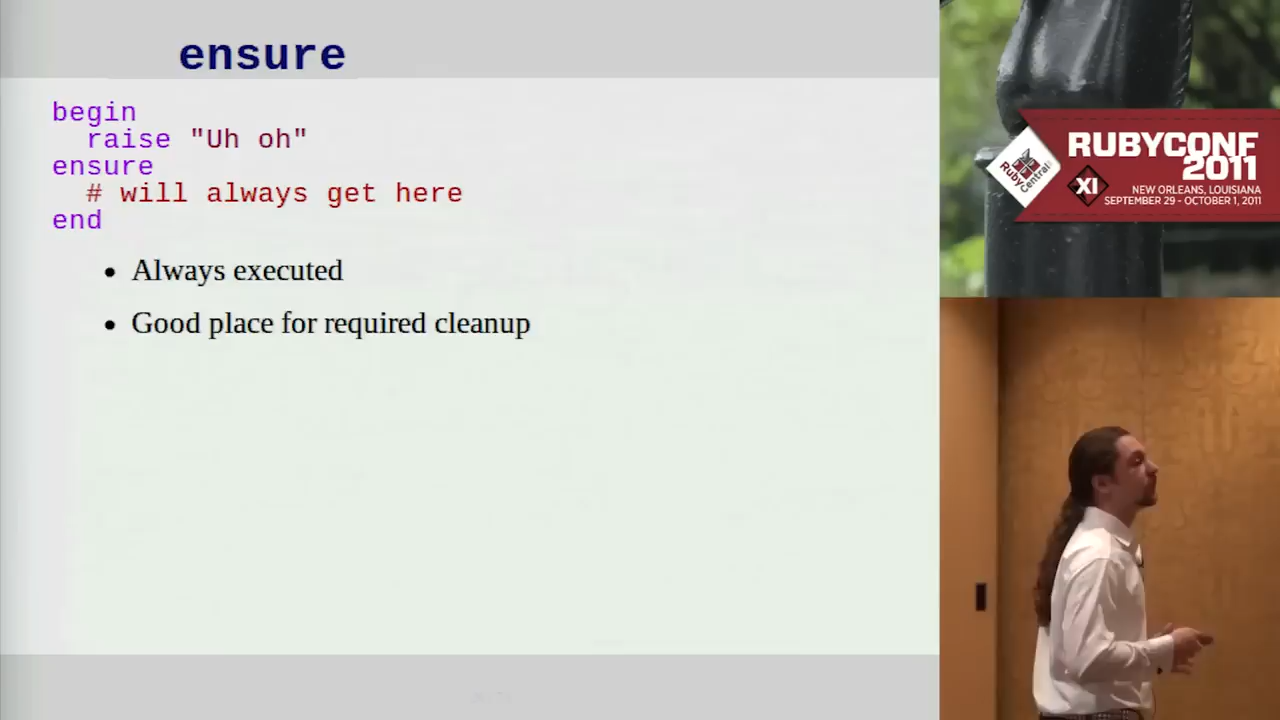 ensure
begin
  raise "Uh oh"
ensure
  # will always get here
end
• Always executed
• Good place for required cleanup
RUBYCONF
2011
RubyCentral
XI
NEW ORLEANS, LOUISIANA
SEPTEMBER 29 - OCTOBER 1, 2011